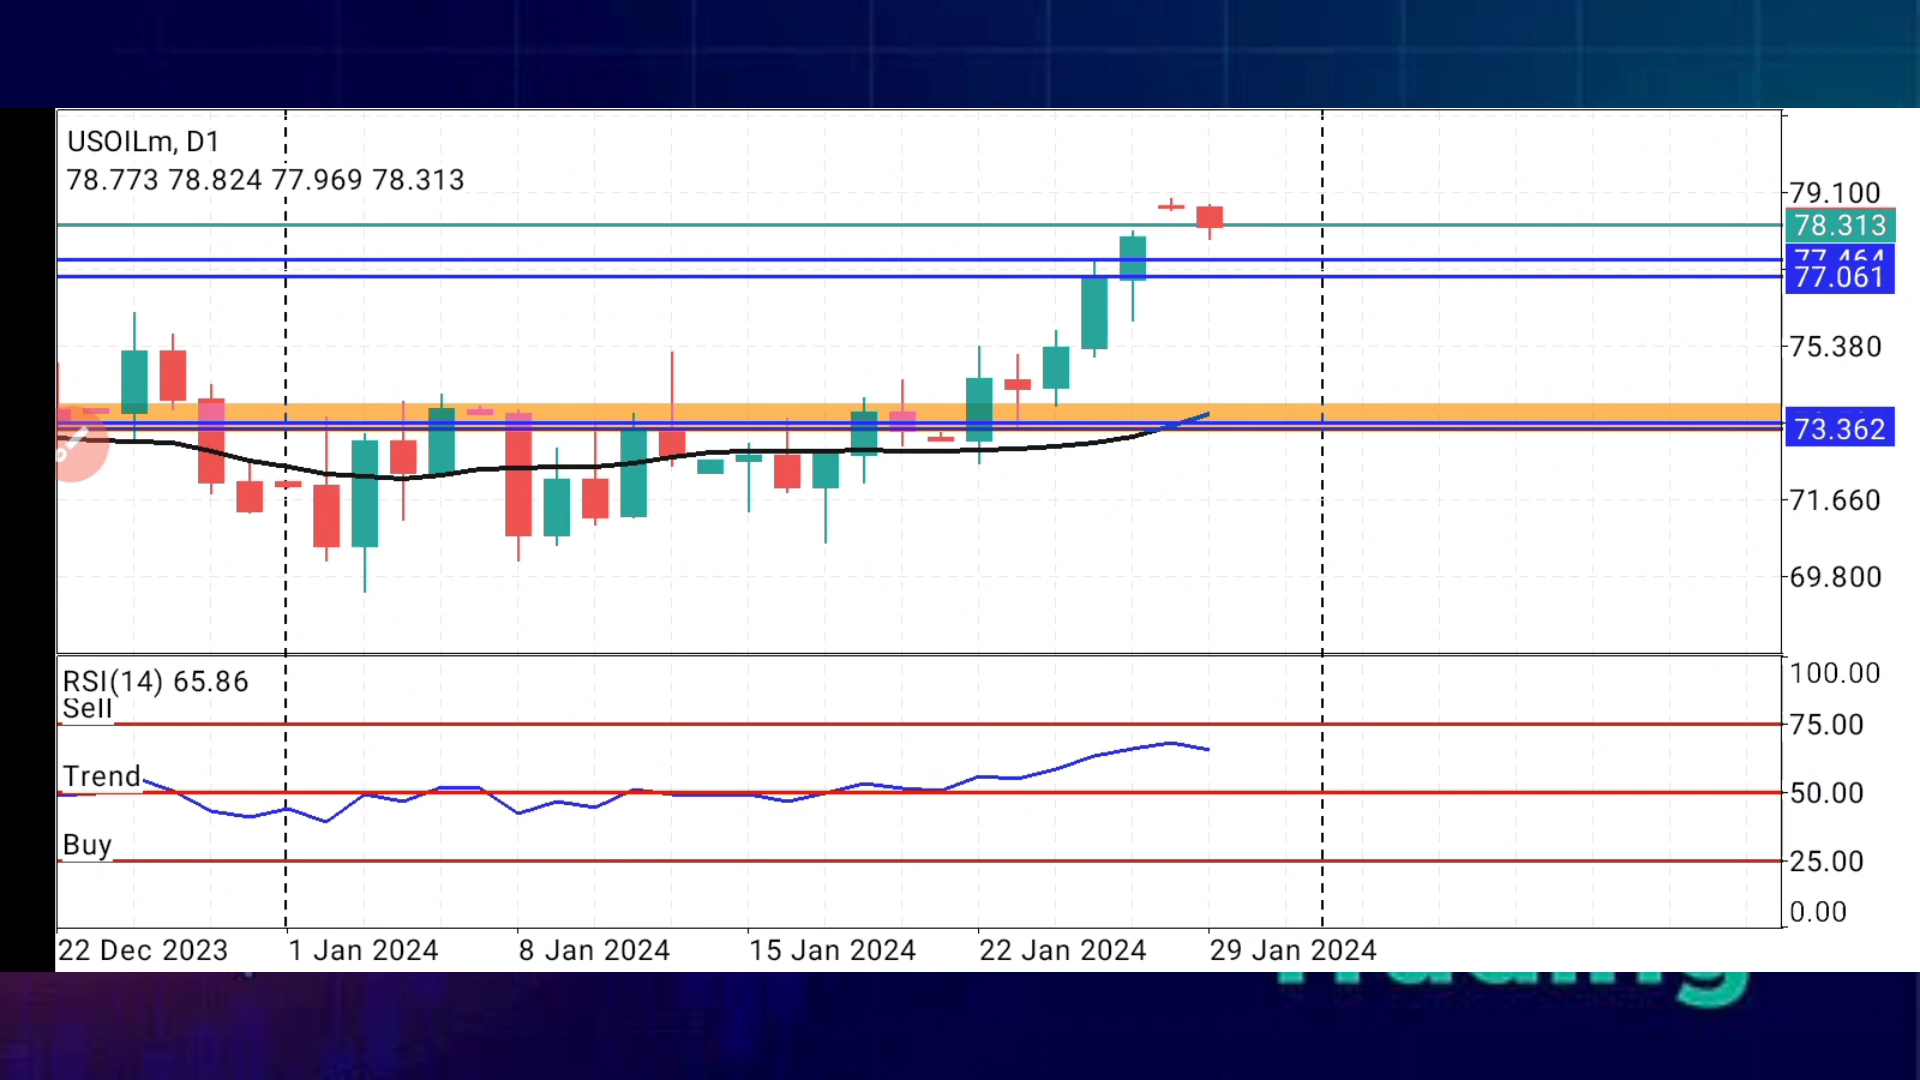 USOILm, D1
78.773 78.824 77.969 78.313
79.100
78.313
77.464
77.061
75.380
73.362
71.660
69.800
RSI(14) 65.86
Sell
Trend
Buy
100.00
75.00
50.00
25.00
0.00
22 Dec 2023 1 Jan 2024 8 Jan 2024 15 Jan 2024 22 Jan 2024 29 Jan 2024